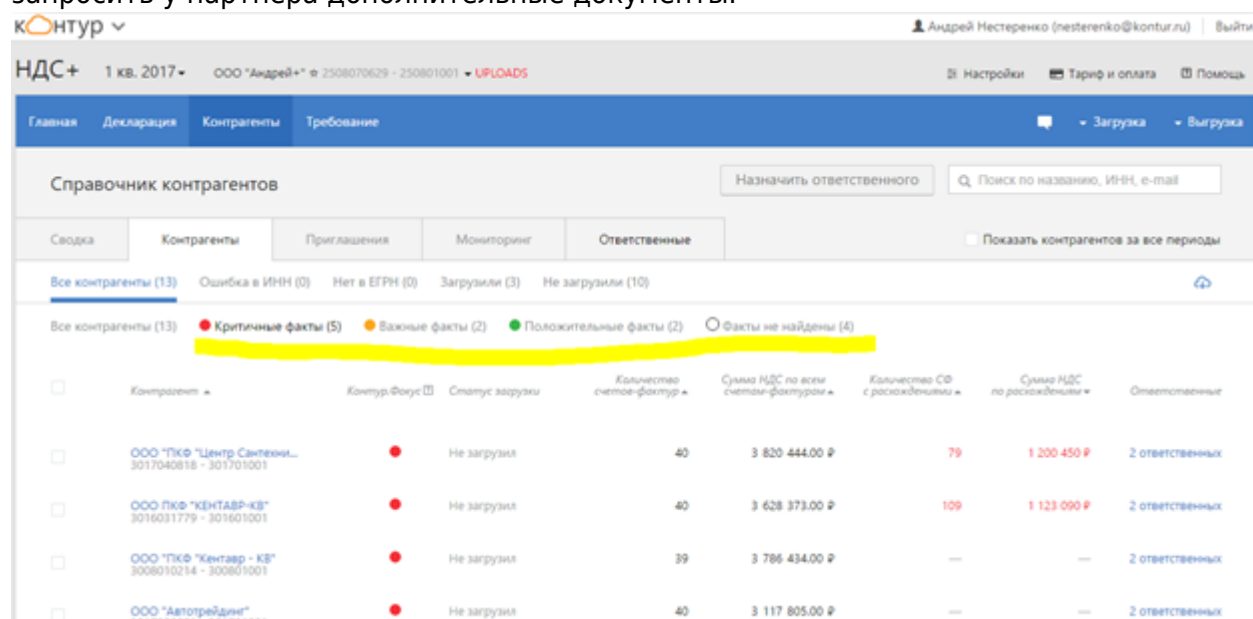 запросить у партнера дополнительные документы.
контур Андрей Нестеренко (nesterenko@kontur.ru) Выйти
НДС+ 1 кв. 2017 ООО "Андрей+" 2508070629 - 250801001 UPLOADS Настройки Тариф и оплата Помощь
Главная Декларация Контрагенты Требование Загрузка Выгрузка
Справочник контрагентов Назначить ответственного Поиск по названию, ИНН, e-mail
Сводка Контрагенты Приглашения Мониторинг Ответственные Показать контрагентов за все периоды
Все контрагенты (13) Ошибка в ИНН (0) Нет в ЕГРН (0) Загрузили (3) Не загрузили (10)
Все контрагенты (13) Критичные факты (5) Важные факты (2) Положительные факты (2) Факты не найдены (4)
Контрагент Контур.Фокус Статус загрузки Количество счетов-фактур Сумма НДС по всем счетам-фактурам Количество СФ с расхождениями Сумма НДС по расхождениям Ответственные
ООО "ПКФ "Центр Сантехни... Не загрузил 40 3 820 444.00 ₽ 79 1 200 450 ₽ 2 ответственных
3017040818 - 301701001
ООО ПКФ "КЕНТАВР-КВ" Не загрузил 40 3 628 373.00 ₽ 109 1 123 090 ₽ 2 ответственных
3016031779 - 301601001
ООО "ПКФ "Кентавр - КВ" Не загрузил 39 3 786 434.00 ₽ — — 2 ответственных
3008010214 - 300801001
ООО "Автотрейдинг" Не загрузил 40 3 117 805.00 ₽ — — 2 ответственных